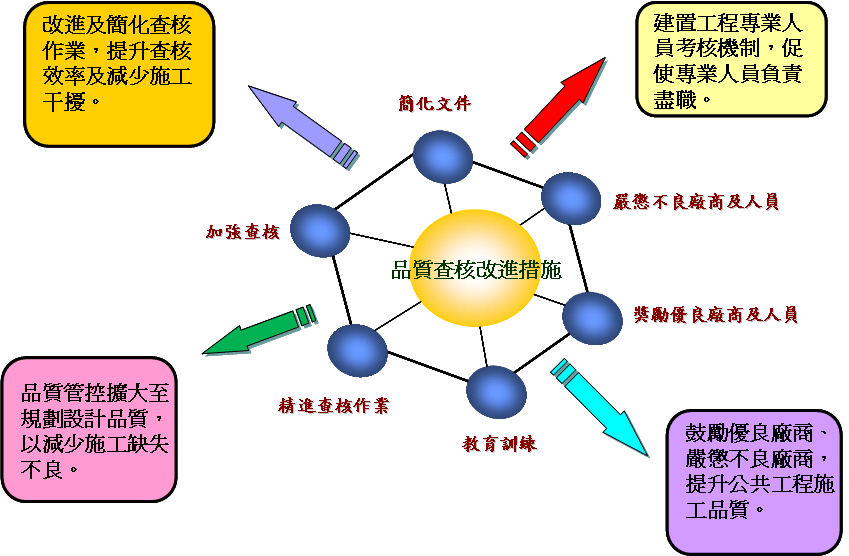 改進及簡化查核
作業，提升查核
效率及減少施工
干擾。
建置工程專業人
員考核機制，促
使專業人員負責
盡職。
簡化文件
嚴懲不良廠商及人員
加強查核
品質查核改進措施
獎勵優良廠商及人員
精進查核作業
教育訓練
品質管控擴大至
規劃設計品質，
以減少施工缺失
不良。
鼓勵優良廠商、
嚴懲不良廠商，
提升公共工程施
工品質。